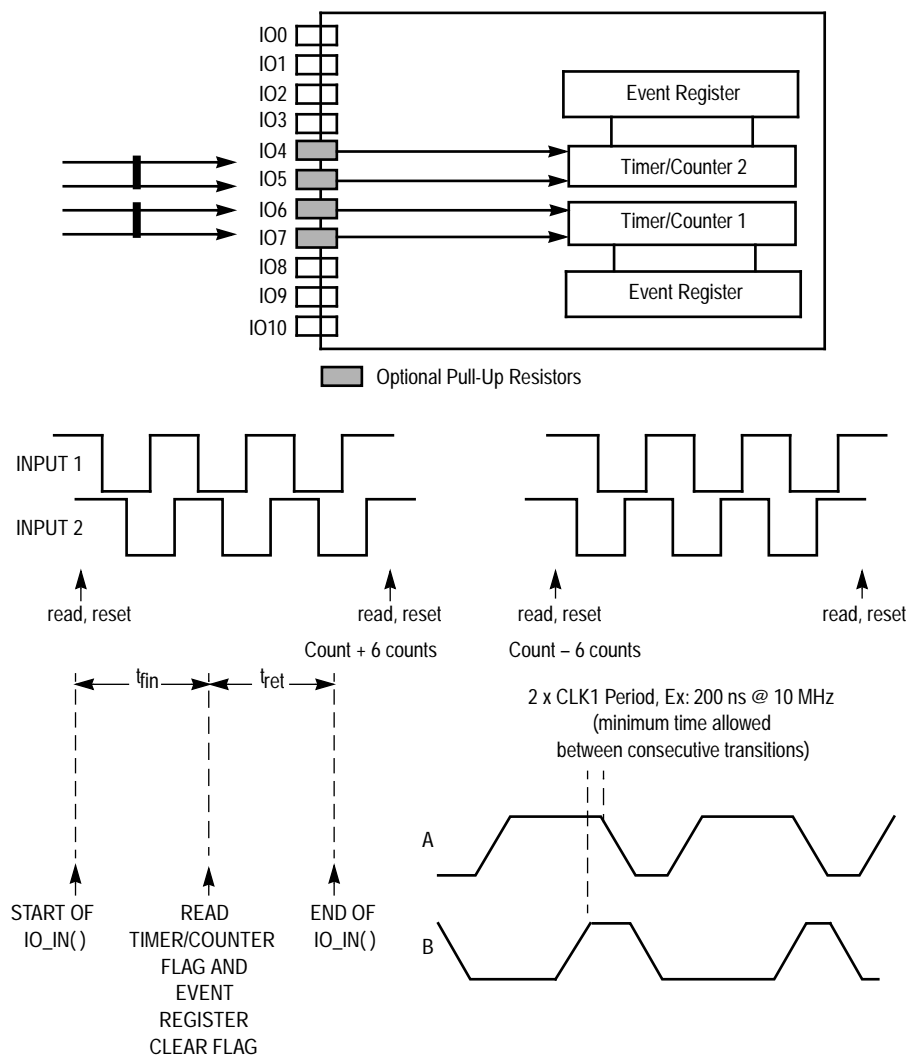 IO0
IO1
IO2
IO3
IO4
IO5
IO6
IO7
IO8
IO9
IO10
Event Register
Timer/Counter 2
Timer/Counter 1
Event Register
Optional Pull-Up Resistors
INPUT 1
INPUT 2
read, reset
read, reset
read, reset
read, reset
Count + 6 counts
Count – 6 counts
tfin
tret
2 x CLK1 Period, Ex: 200 ns @ 10 MHz
(minimum time allowed
between consecutive transitions)
A
B
START OF
IO_IN( )
READ
TIMER/COUNTER
FLAG AND
EVENT
REGISTER
CLEAR FLAG
END OF
IO_IN( )